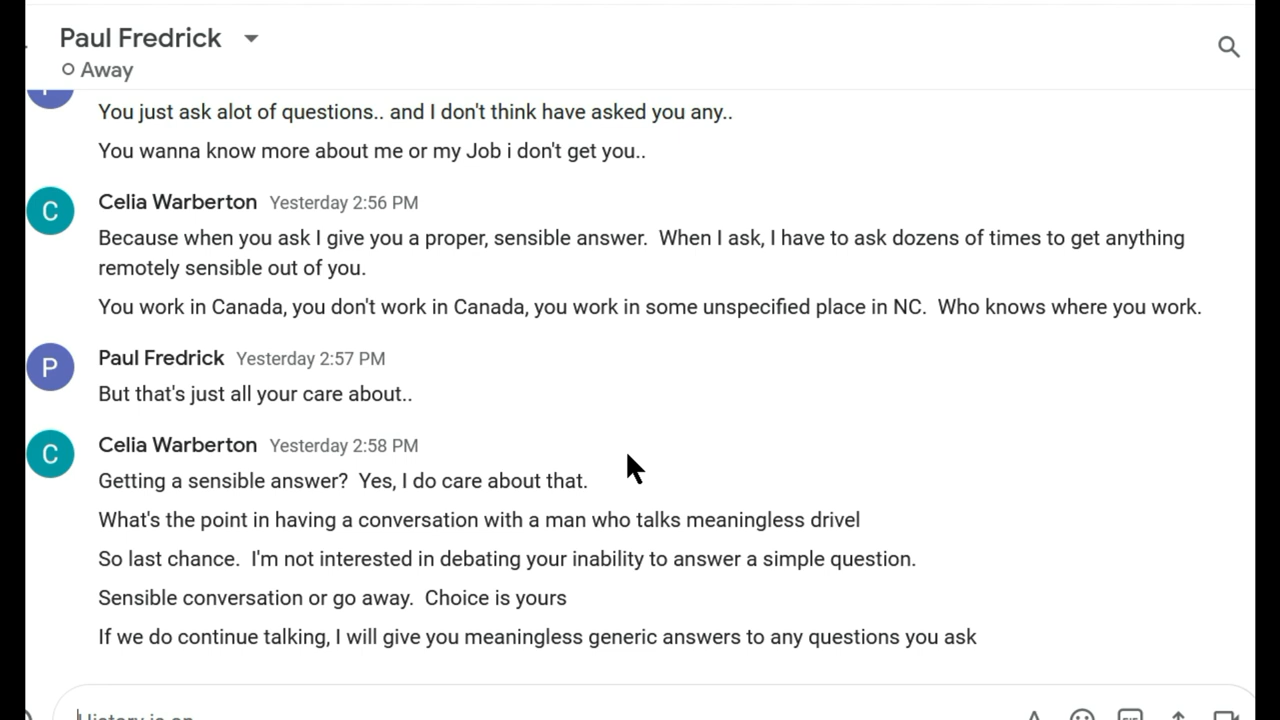 Paul Fredrick
Away
You just ask alot of questions.. and I don't think have asked you any..
You wanna know more about me or my Job i don't get you..
C
Celia Warberton Yesterday 2:56 PM
Because when you ask I give you a proper, sensible answer.  When I ask, I have to ask dozens of times to get anything
remotely sensible out of you.
You work in Canada, you don't work in Canada, you work in some unspecified place in NC.  Who knows where you work.
P
Paul Fredrick Yesterday 2:57 PM
But that's just all your care about..
C
Celia Warberton Yesterday 2:58 PM
Getting a sensible answer?  Yes, I do care about that.
What's the point in having a conversation with a man who talks meaningless drivel
So last chance.  I'm not interested in debating your inability to answer a simple question.
Sensible conversation or go away.  Choice is yours
If we do continue talking, I will give you meaningless generic answers to any questions you ask
History is on